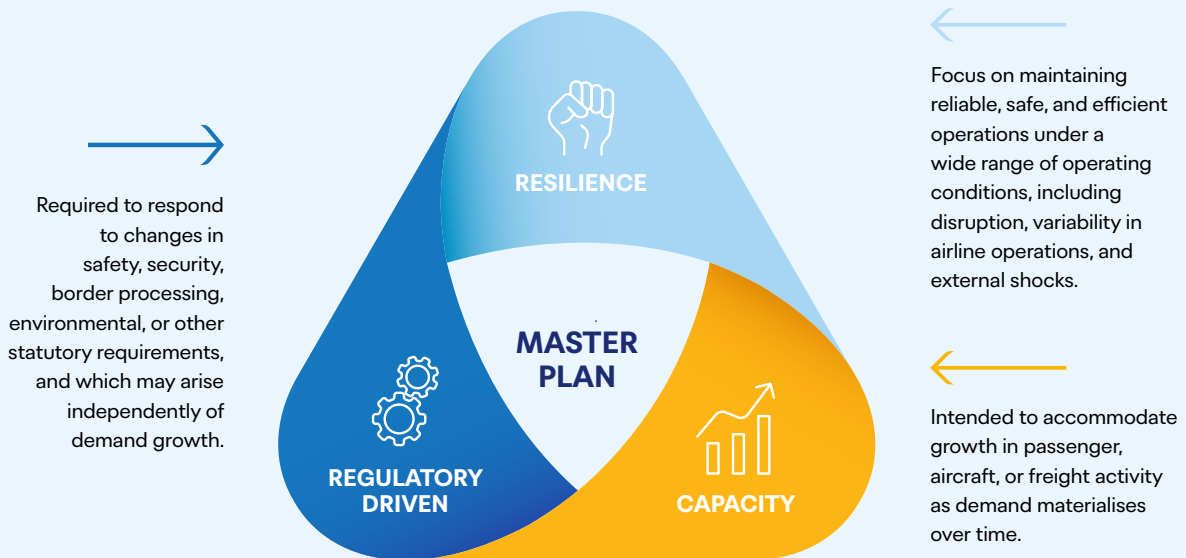 RESILIENCE
Focus on maintaining
reliable, safe, and efficient
operations under a
wide range of operating
conditions, including
disruption, variability in
airline operations, and
external shocks.
Required to respond
to changes in
safety, security,
border processing,
environmental, or other
statutory requirements,
and which may arise
independently of
demand growth.
MASTER
PLAN
REGULATORY
DRIVEN
CAPACITY
Intended to accommodate
growth in passenger,
aircraft, or freight activity
as demand materialises
over time.